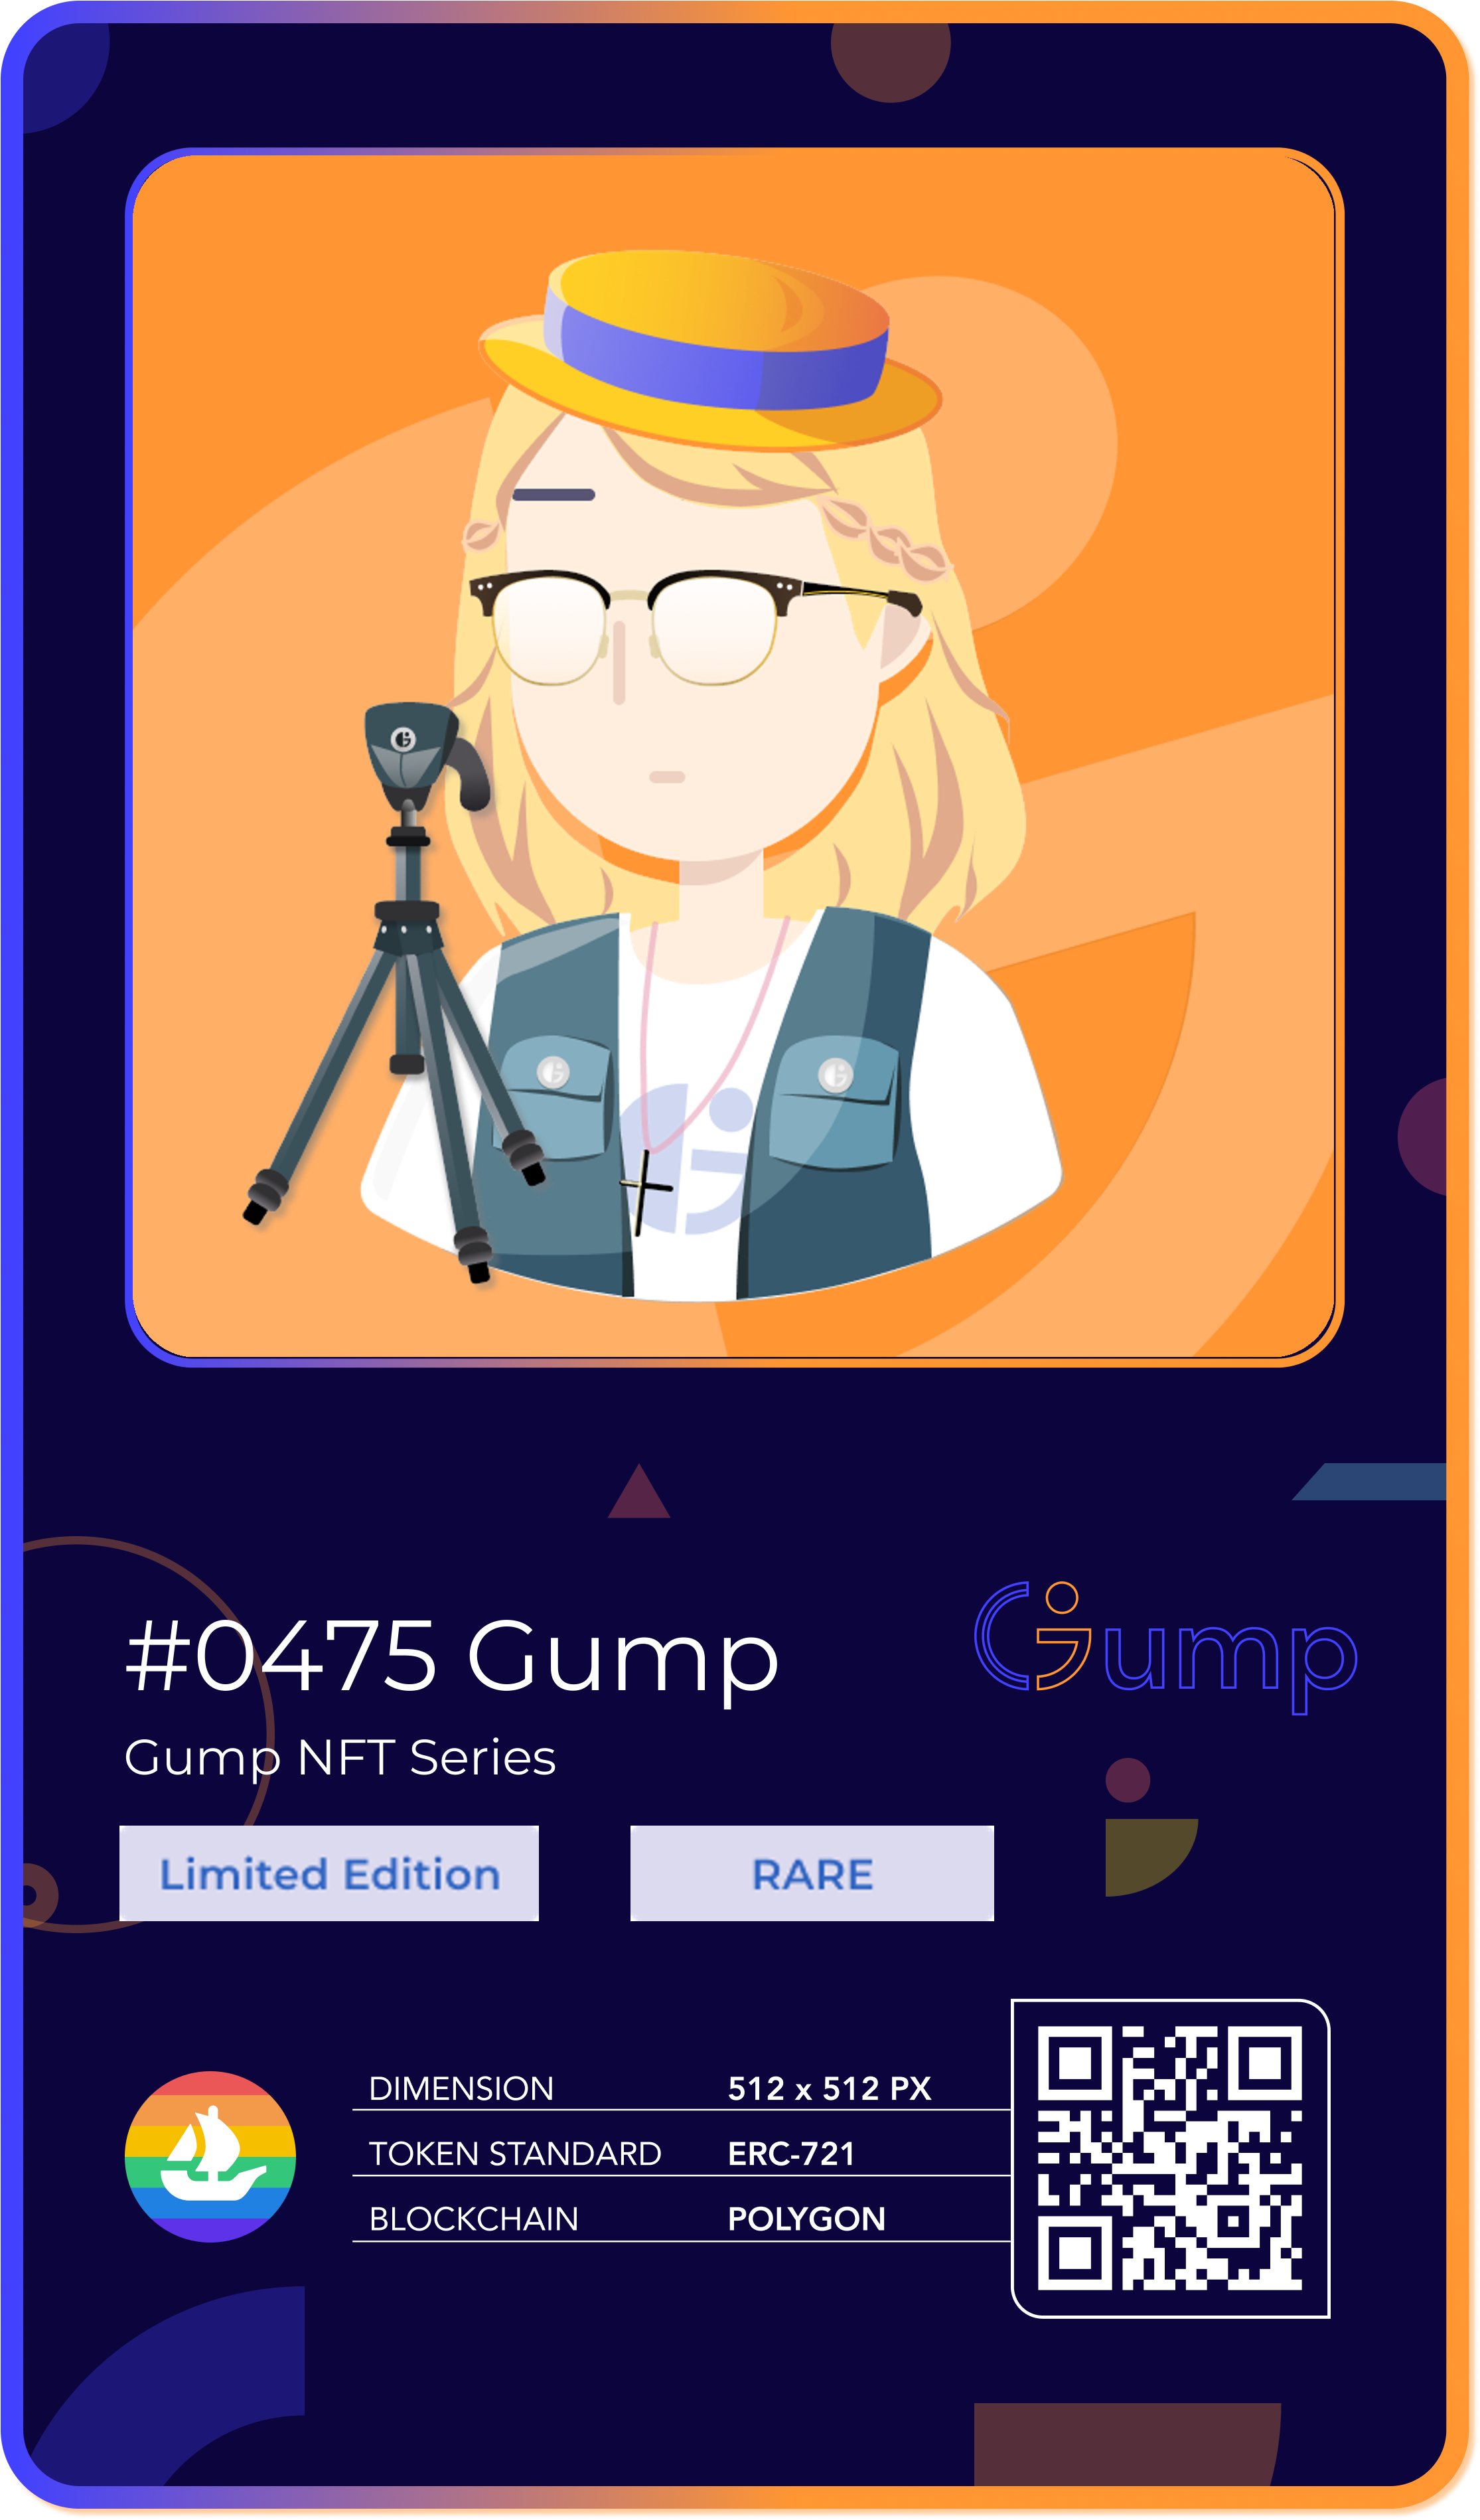 #0475 Gump
Gump
Gump NFT Series
Limited Edition
RARE
DIMENSION 512 x 512 PX
TOKEN STANDARD ERC-721
BLOCKCHAIN POLYGON